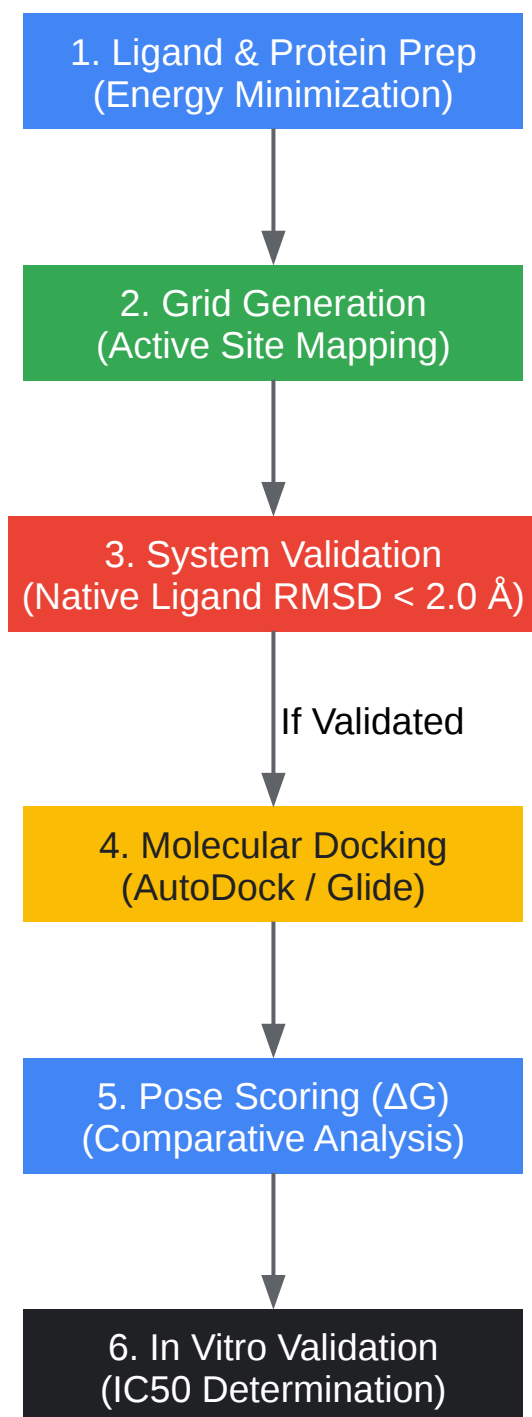 1. Ligand & Protein Prep
(Energy Minimization)
2. Grid Generation
(Active Site Mapping)
3. System Validation
(Native Ligand RMSD < 2.0 Å)
If Validated
4. Molecular Docking
(AutoDock / Glide)
5. Pose Scoring (ΔG)
(Comparative Analysis)
6. In Vitro Validation
(IC50 Determination)